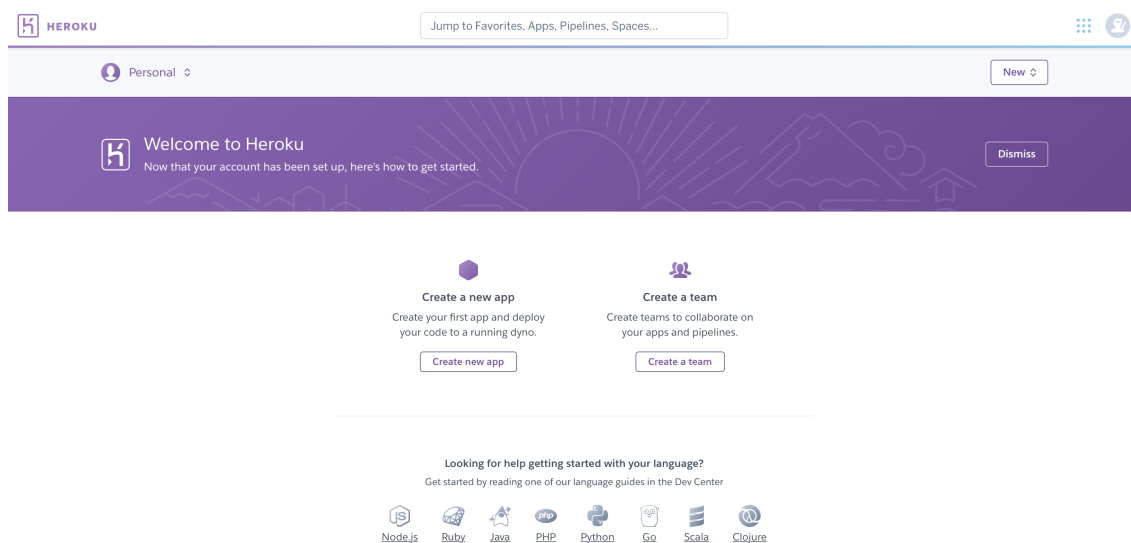 HEROKU
Jump to Favorites, Apps, Pipelines, Spaces...
Personal
New
Welcome to Heroku
Now that your account has been set up, here's how to get started.
Dismiss
Create a new app
Create your first app and deploy
your code to a running dyno.
Create new app
Create a team
Create teams to collaborate on
your apps and pipelines.
Create a team
Looking for help getting started with your language?
Get started by reading one of our language guides in the Dev Center
JS
php
Node.js Ruby Java PHP Python Go Scala Clojure